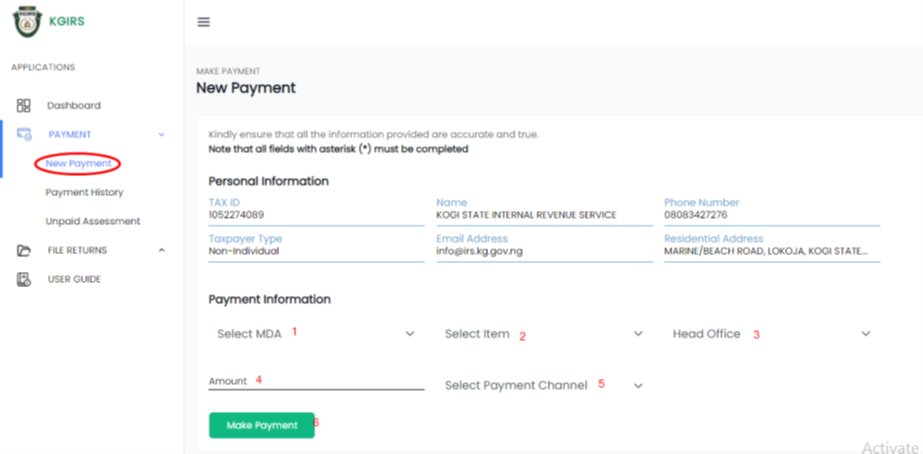 KGIRS
APPLICATIONS
Dashboard
PAYMENT
New Payment
Payment History
Unpaid Assessment
FILE RETURNS
USER GUIDE
MAKE PAYMENT
New Payment
Kindly ensure that all the information provided are accurate and true.
Note that all fields with asterisk (*) must be completed
Personal Information
TAX ID Name Phone Number
1052274089 KOGI STATE INTERNAL REVENUE SERVICE 08083427276
Taxpayer Type Email Address Residential Address
Non-Individual info@irs.kg.gov.ng MARINE/BEACH ROAD, LOKOJA, KOGI STATE...
Payment Information
Select MDA 1 Select Item 2 Head Office 3
Amount 4 Select Payment Channel 5
Make Payment 6
Activate